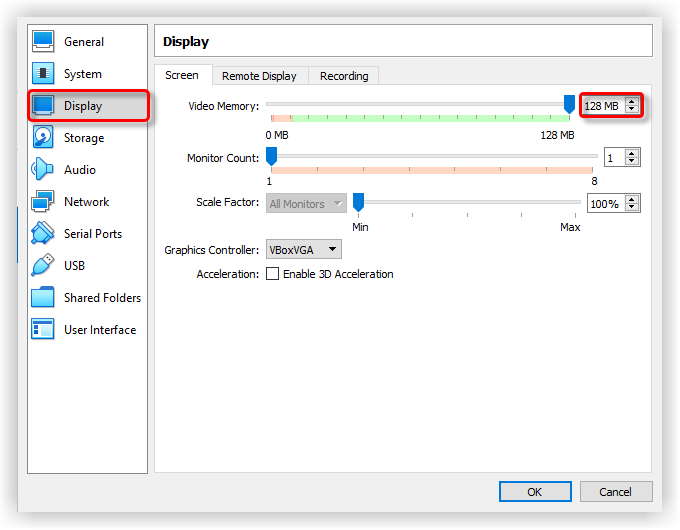 General
System
Display
Storage
Audio
Network
Serial Ports
USB
Shared Folders
User Interface
Display
Screen
Remote Display
Recording
Video Memory:
128 MB
0 MB
128 MB
Monitor Count:
1
1
8
Scale Factor:
All Monitors
100%
Min
Max
Graphics Controller:
VBoxVGA
Acceleration:
Enable 3D Acceleration
OK
Cancel